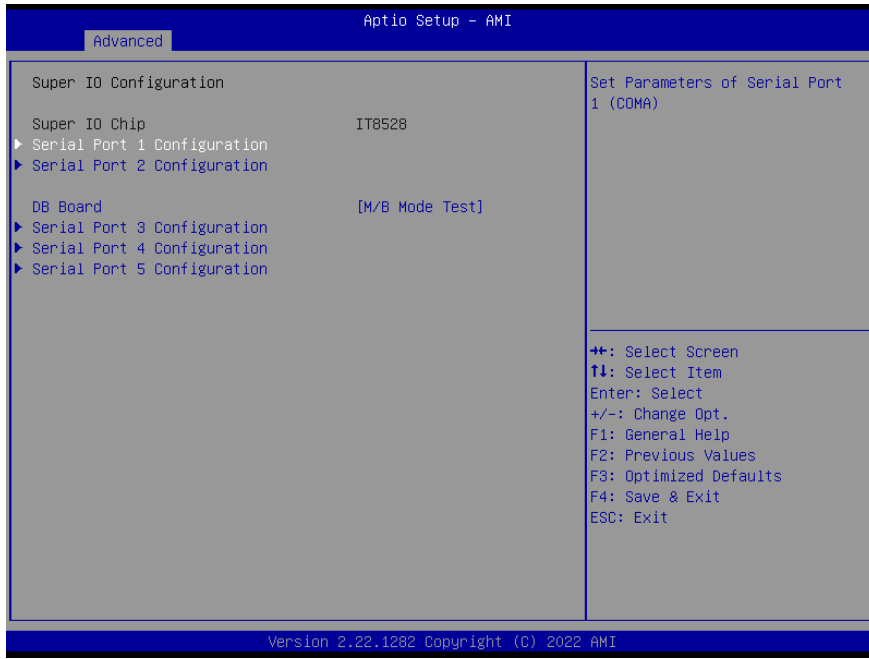 Aptio Setup – AMI
Advanced
Super IO Configuration
Super IO Chip IT8528
▶ Serial Port 1 Configuration
▶ Serial Port 2 Configuration
DB Board [M/B Mode Test]
▶ Serial Port 3 Configuration
▶ Serial Port 4 Configuration
▶ Serial Port 5 Configuration
Set Parameters of Serial Port
1 (COMA)
→←: Select Screen
↑↓: Select Item
Enter: Select
+/-: Change Opt.
F1: General Help
F2: Previous Values
F3: Optimized Defaults
F4: Save & Exit
ESC: Exit
Version 2.22.1282 Copyright (C) 2022 AMI